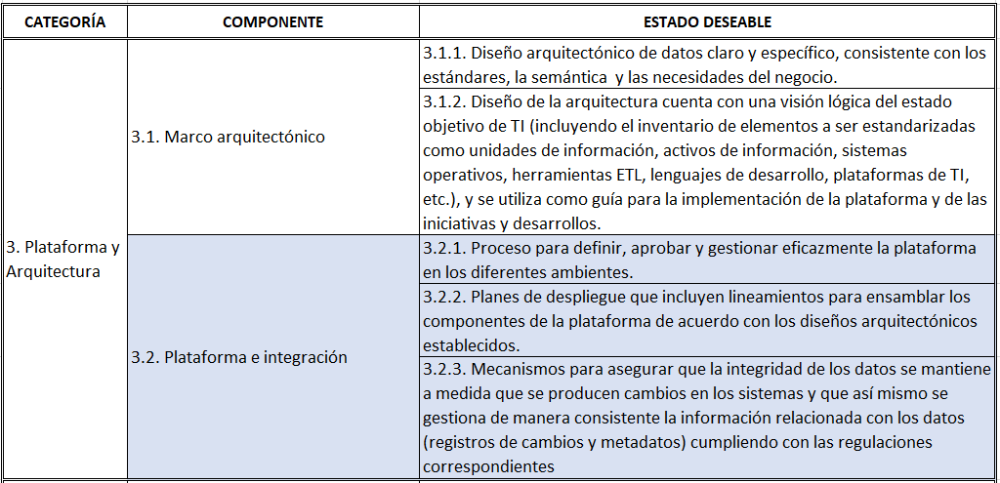 CATEGORÍA COMPONENTE ESTADO DESEABLE
3. Plataforma y
Arquitectura
3.1. Marco arquitectónico
3.1.1. Diseño arquitectónico de datos claro y específico, consistente con los
estándares, la semántica  y las necesidades del negocio.
3.1.2. Diseño de la arquitectura cuenta con una visión lógica del estado
objetivo de TI (incluyendo el inventario de elementos a ser estandarizadas
como unidades de información, activos de información, sistemas
operativos, herramientas ETL, lenguajes de desarrollo, plataformas de TI,
etc.), y se utiliza como guía para la implementación de la plataforma y de las
iniciativas y desarrollos.
3.2. Plataforma e integración
3.2.1. Proceso para definir, aprobar y gestionar eficazmente la plataforma
en los diferentes ambientes.
3.2.2. Planes de despliegue que incluyen lineamientos para ensamblar los
componentes de la plataforma de acuerdo con los diseños arquitectónicos
establecidos.
3.2.3. Mecanismos para asegurar que la integridad de los datos se mantiene
a medida que se producen cambios en los sistemas y que así mismo se
gestiona de manera consistente la información relacionada con los datos
(registros de cambios y metadatos) cumpliendo con las regulaciones
correspondientes